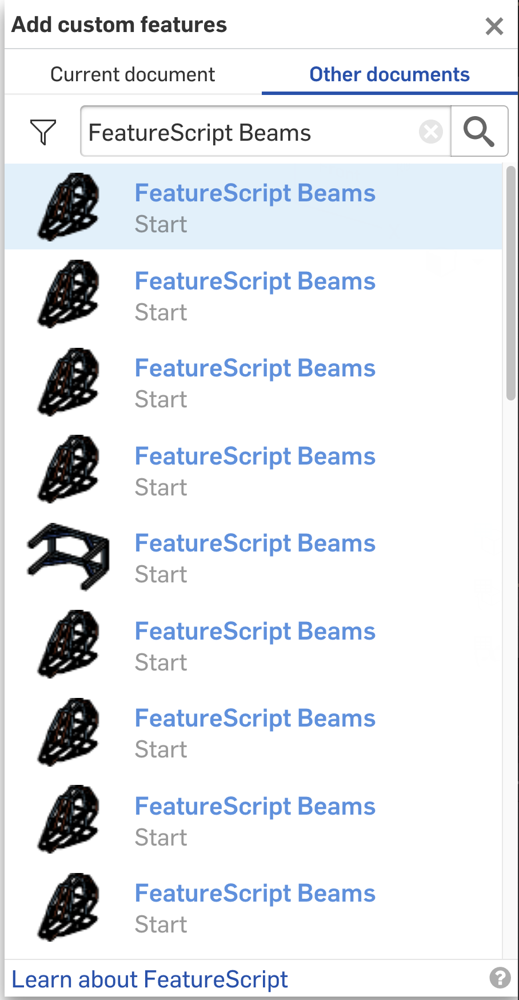 Add custom features
Current document
Other documents
FeatureScript Beams
FeatureScript Beams
Start
FeatureScript Beams
Start
FeatureScript Beams
Start
FeatureScript Beams
Start
FeatureScript Beams
Start
FeatureScript Beams
Start
FeatureScript Beams
Start
FeatureScript Beams
Start
FeatureScript Beams
Start
Learn about FeatureScript
?